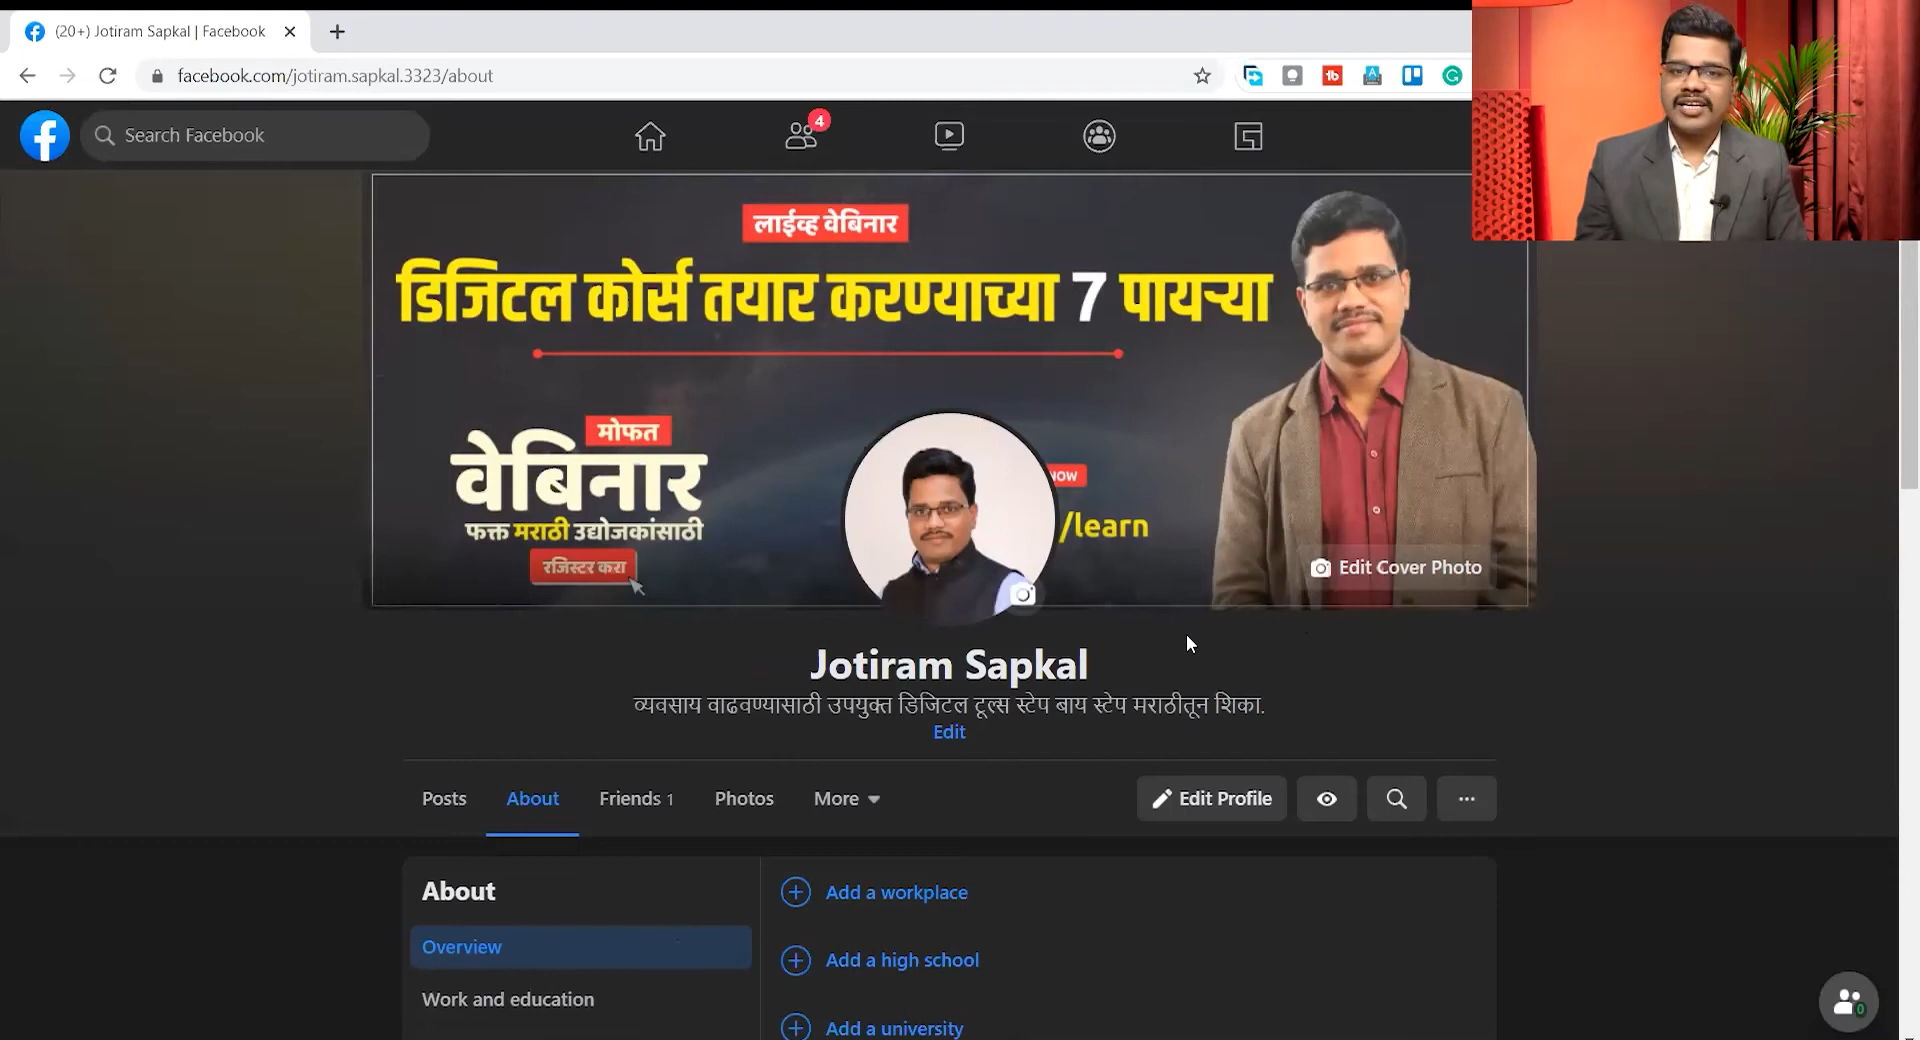 (20+) Jotiram Sapkal | Facebook
facebook.com/jotiram.sapkal.3323/about
Search Facebook
4
लाईव्ह वेबिनार
डिजिटल कोर्स तयार करण्याच्या 7 पायऱ्या
मोफत
वेबिनार
फक्त मराठी उद्योजकांसाठी
रजिस्टर करा
NOW
/learn
Edit Cover Photo
Jotiram Sapkal
व्यवसाय वाढवण्यासाठी उपयुक्त डिजिटल टूल्स स्टेप बाय स्टेप मराठीतून शिका.
Edit
Posts About Friends 1 Photos More
Edit Profile
About
Overview
Work and education
Add a workplace
Add a high school
Add a university
0